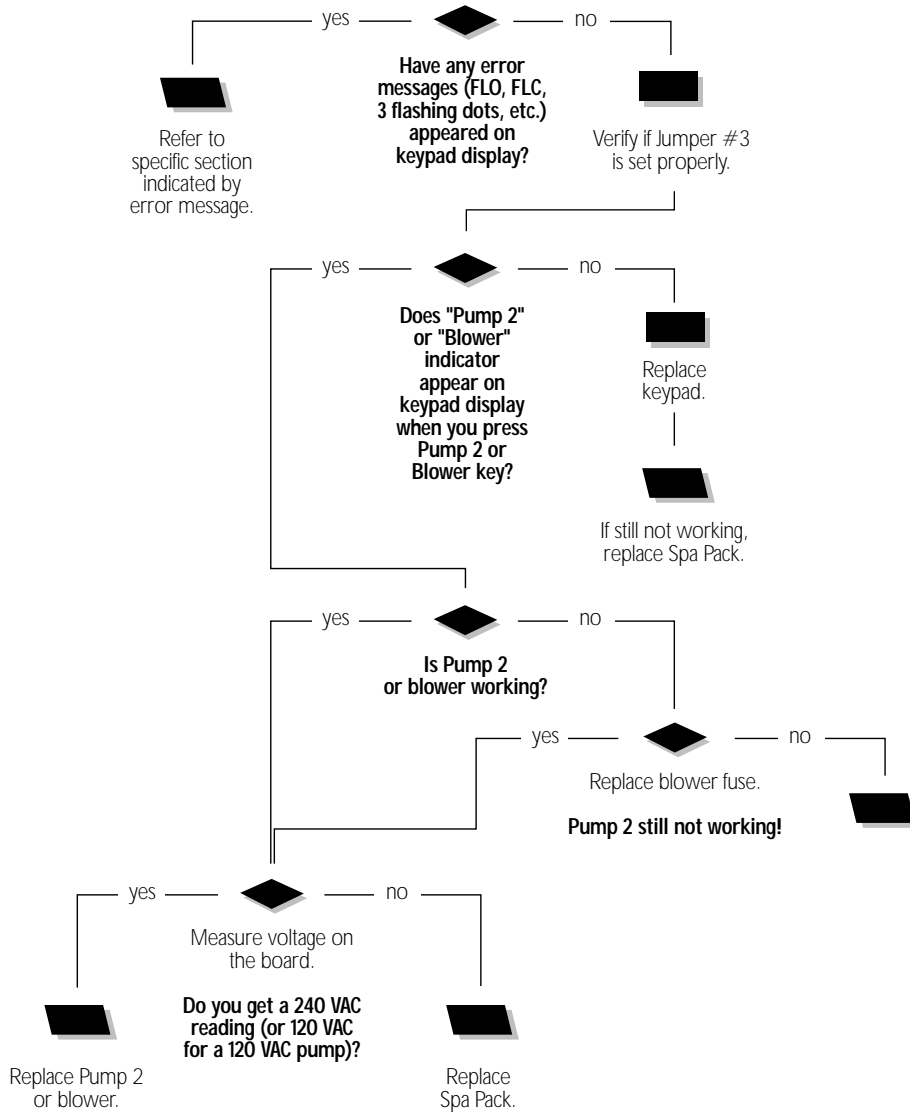 yes
no
Have any error
messages (FLO, FLC,
3 flashing dots, etc.)
appeared on
keypad display?
Refer to
specific section
indicated by
error message.
Verify if Jumper #3
is set properly.
yes
no
Does "Pump 2"
or "Blower"
indicator
appear on
keypad display
when you press
Pump 2 or
Blower key?
Replace
keypad.
If still not working,
replace Spa Pack.
yes
no
Is Pump 2
or blower working?
yes
no
Replace blower fuse.
Pump 2 still not working!
yes
no
Measure voltage on
the board.
Do you get a 240 VAC
reading (or 120 VAC
for a 120 VAC pump)?
Replace Pump 2
or blower.
Replace
Spa Pack.